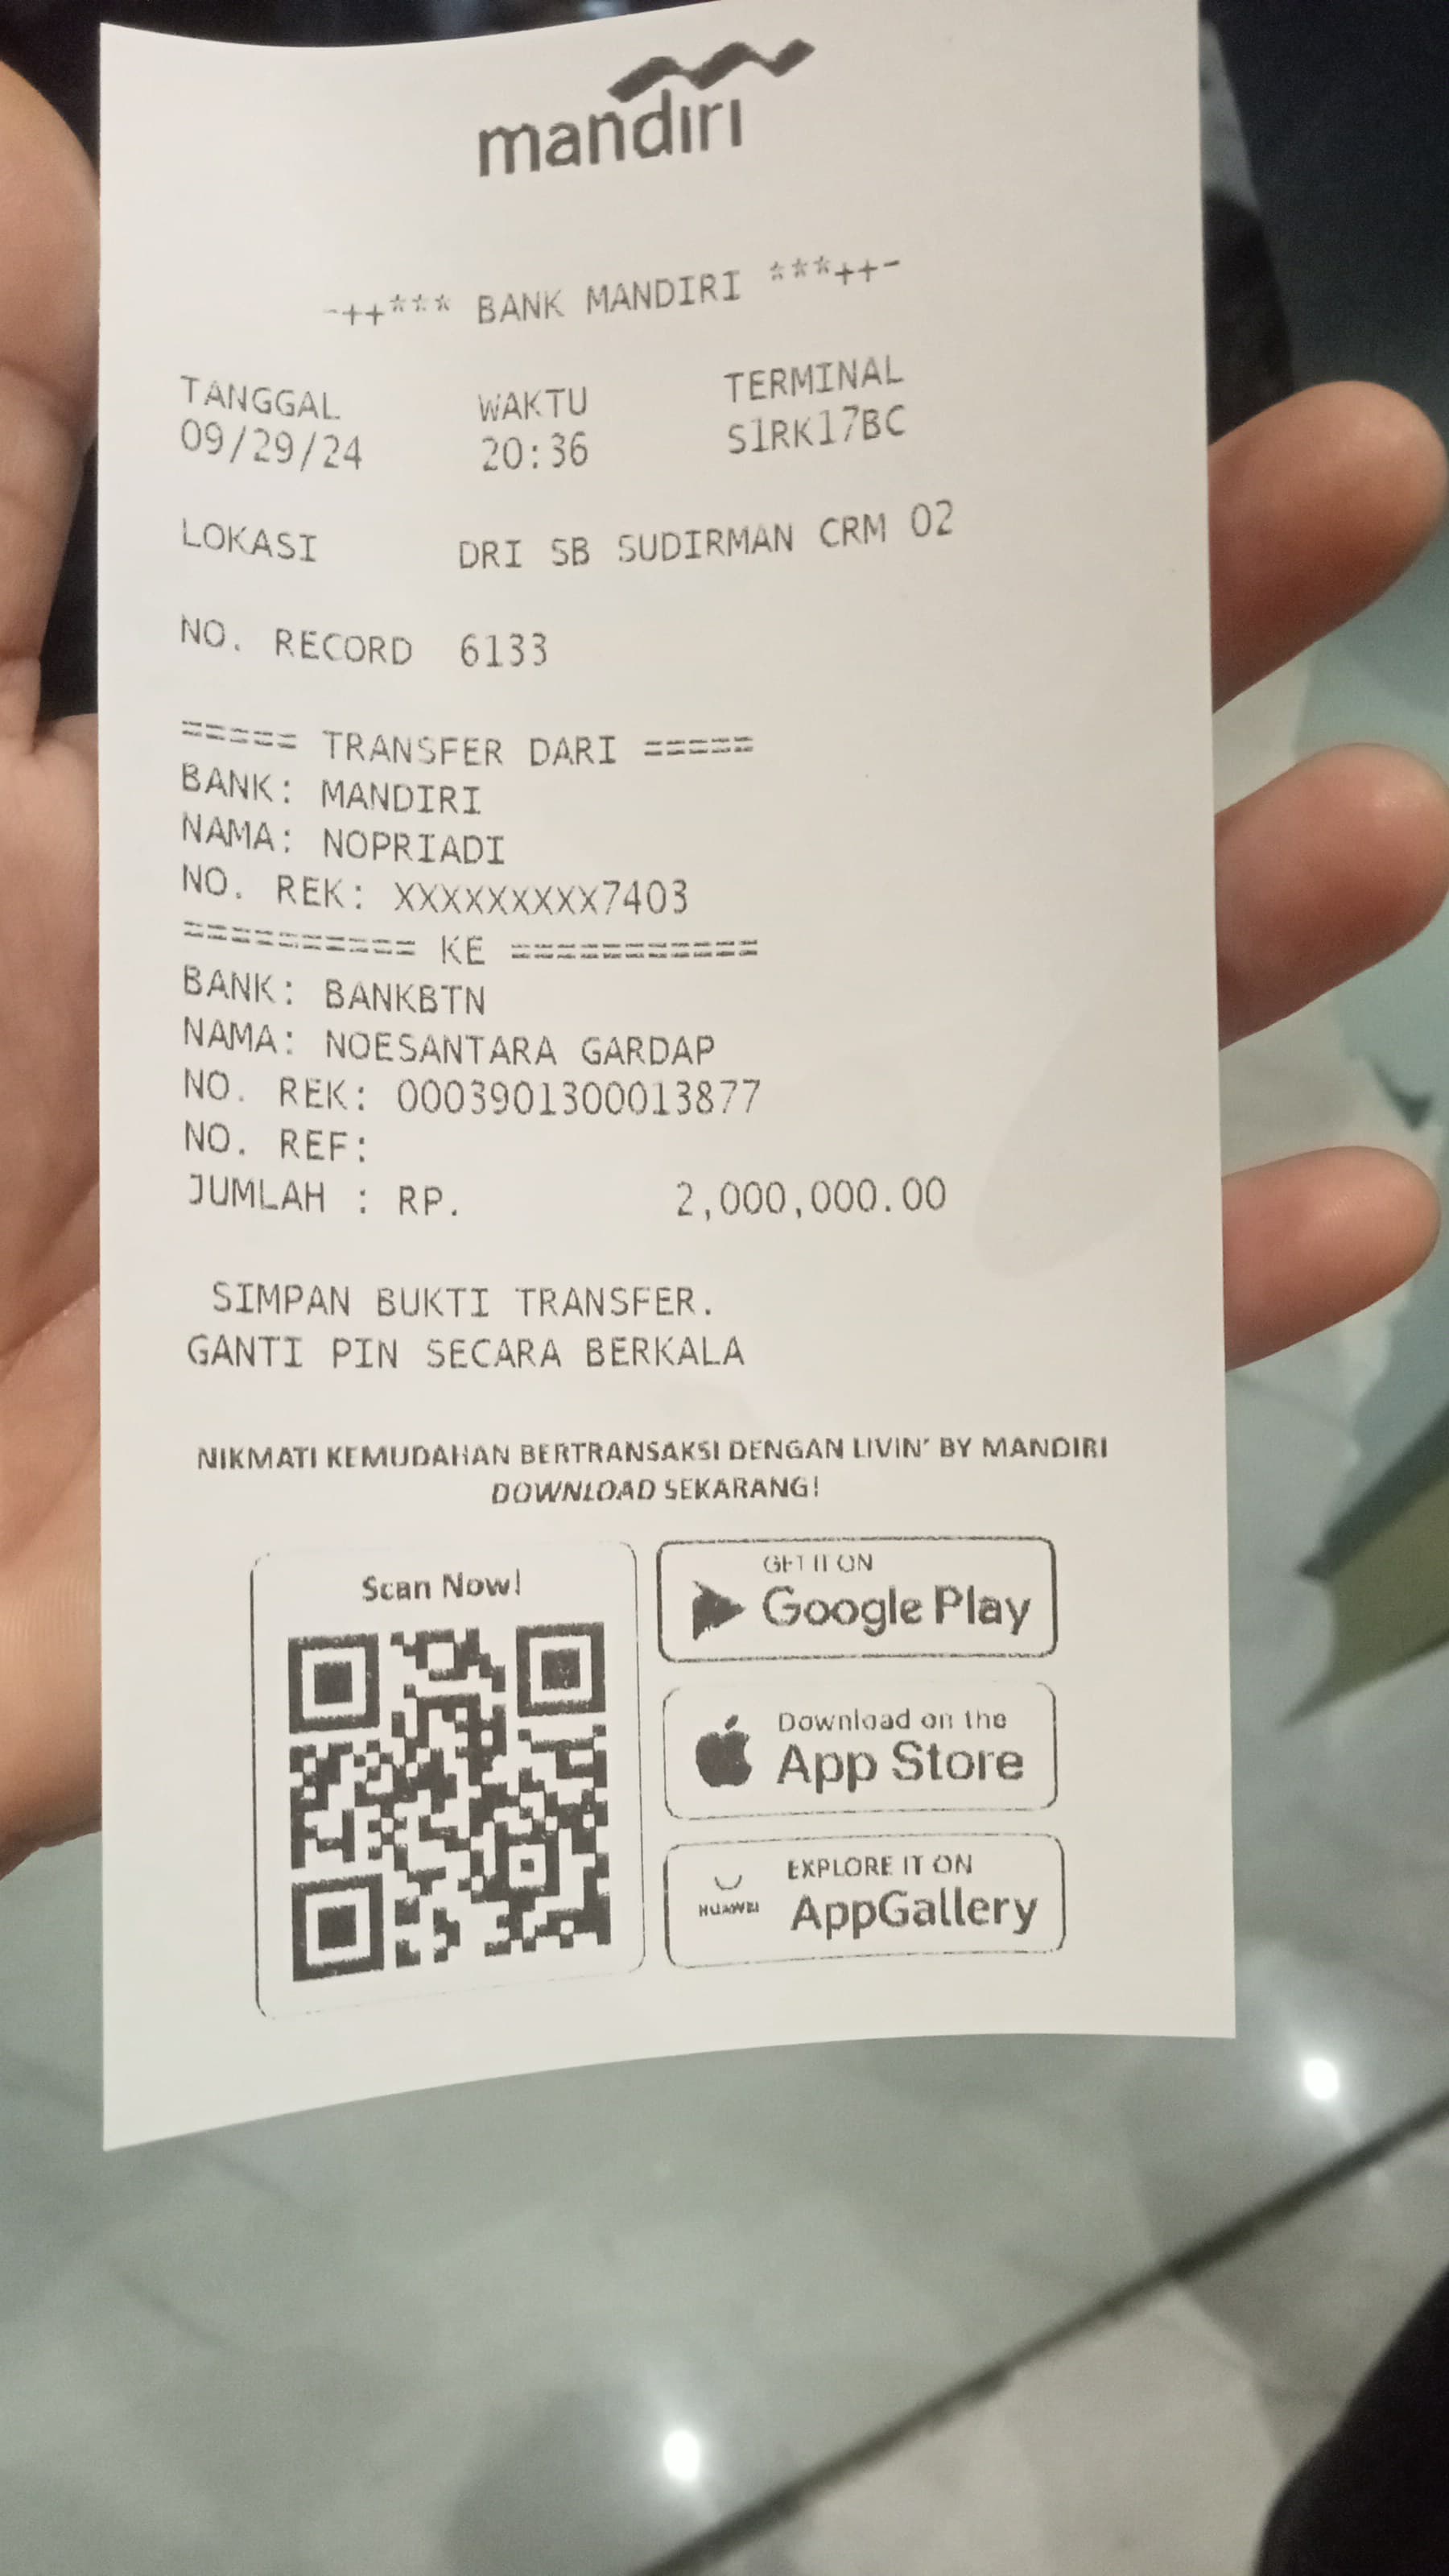 mandiri
-++*** BANK MANDIRI ***++-
TANGGAL WAKTU TERMINAL
09/29/24 20:36 S1RK17BC
LOKASI DRI SB SUDIRMAN CRM 02
NO. RECORD 6133
===== TRANSFER DARI =====
BANK: MANDIRI
NAMA: NOPRIADI
NO. REK: XXXXXXXXX7403
========== KE ===========
BANK: BANKBTN
NAMA: NOESANTARA GARDAP
NO. REK: 0003901300013877
NO. REF:
JUMLAH : RP. 2,000,000.00
SIMPAN BUKTI TRANSFER.
GANTI PIN SECARA BERKALA
NIKMATI KEMUDAHAN BERTRANSAKSI DENGAN LIVIN' BY MANDIRI
DOWNLOAD SEKARANG!
Scan Now!
GET IT ON
Google Play
Download on the
App Store
EXPLORE IT ON
HUAWEI AppGallery